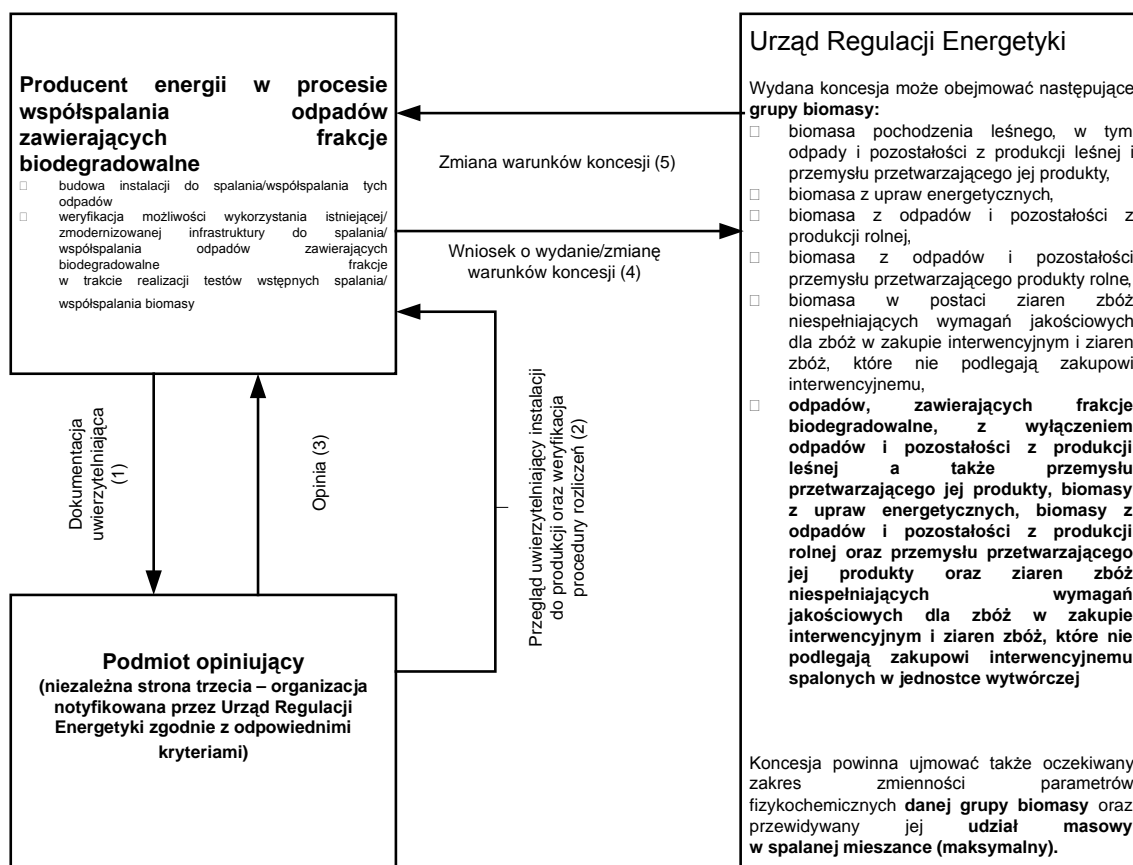 Producent energii w procesie
współspalania odpadów
zawierających frakcje
biodegradowalne
budowa instalacji do spalania/współspalania tych
odpadów
weryfikacja możliwości wykorzystania istniejącej/
zmodernizowanej infrastruktury do spalania/
współspalania odpadów zawierających
biodegradowalne frakcje
w trakcie realizacji testów wstępnych spalania/
współspalania biomasy
Zmiana warunków koncesji (5)
Wniosek o wydanie/zmianę
warunków koncesji (4)
Dokumentacja
uwierzytelniająca
(1)
Opinia (3)
Przegląd uwierzytelniający instalacji
do produkcji oraz weryfikacja
procedury rozliczeń (2)
Podmiot opiniujący
(niezależna strona trzecia – organizacja
notyfikowana przez Urząd Regulacji
Energetyki zgodnie z odpowiednimi
kryteriami)
Urząd Regulacji Energetyki
Wydana koncesja może obejmować następujące
grupy biomasy:
biomasa pochodzenia leśnego, w tym
odpady i pozostałości z produkcji leśnej i
przemysłu przetwarzającego jej produkty,
biomasa z upraw energetycznych,
biomasa z odpadów i pozostałości z
produkcji rolnej,
biomasa z odpadów i pozostałości
przemysłu przetwarzającego produkty rolne,
biomasa w postaci ziaren zbóż
niespełniających wymagań jakościowych
dla zbóż w zakupie interwencyjnym i ziaren
zbóż, które nie podlegają zakupowi
interwencyjnemu,
odpadów, zawierających frakcje
biodegradowalne, z wyłączeniem
odpadów i pozostałości z produkcji
leśnej a także przemysłu
przetwarzającego jej produkty, biomasy
z upraw energetycznych, biomasy z
odpadów i pozostałości z produkcji
rolnej oraz przemysłu przetwarzającego
jej produkty oraz ziaren zbóż
niespełniających wymagań
jakościowych dla zbóż w zakupie
interwencyjnym i ziaren zbóż, które nie
podlegają zakupowi interwencyjnemu
spalonych w jednostce wytwórczej
Koncesja powinna ujmować także oczekiwany
zakres zmienności parametrów
fizykochemicznych danej grupy biomasy oraz
przewidywany jej udział masowy
w spalanej mieszance (maksymalny).